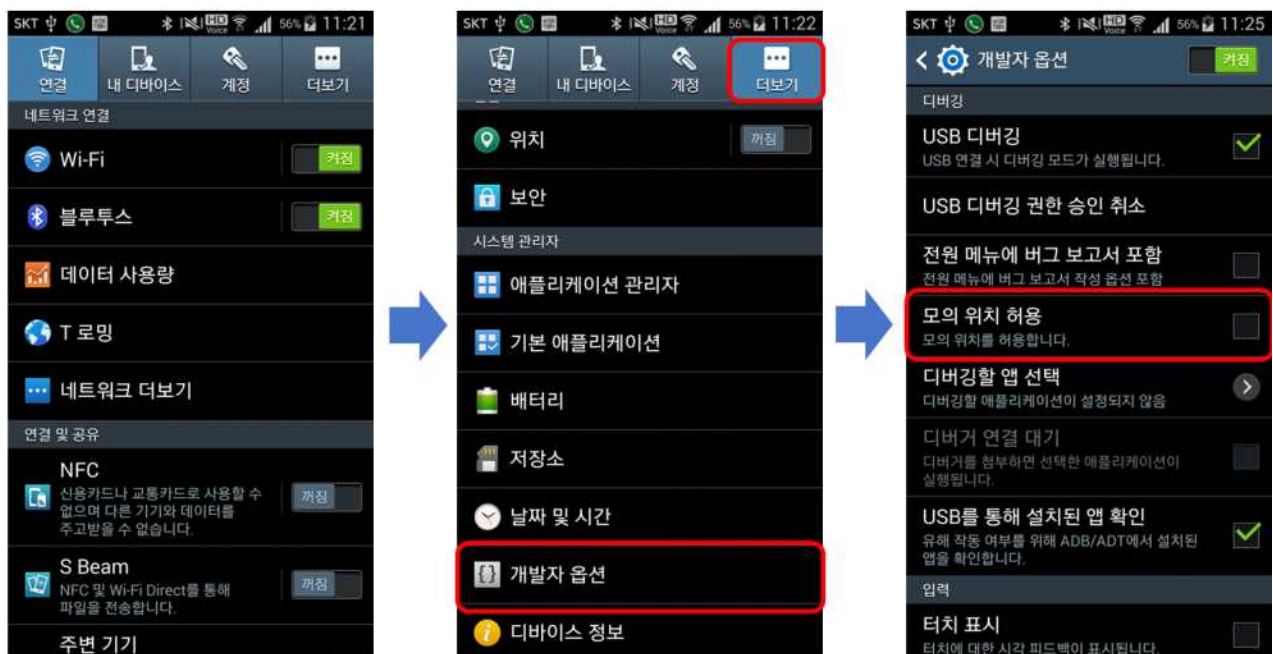 SKT 56% 11:21
연결 내 디바이스 계정 더보기
네트워크 연결
Wi-Fi 켜짐
블루투스 켜짐
데이터 사용량
T 로밍
네트워크 더보기
연결 및 공유
NFC
신용카드나 교통카드로 사용할 수
없으며 다른 기기와 데이터를
주고받을 수 없습니다.
꺼짐
S Beam
NFC 및 Wi-Fi Direct를 통해
파일을 전송합니다.
꺼짐
주변 기기
SKT HD Voice 56% 11:22
연결 내 디바이스 계정 더보기
위치 꺼짐
보안
시스템 관리자
애플리케이션 관리자
기본 애플리케이션
배터리
저장소
날짜 및 시간
개발자 옵션
디바이스 정보
SKT HD Voice 56% 11:25
개발자 옵션 켜짐
디버깅
USB 디버깅
USB 연결 시 디버깅 모드가 실행됩니다.
USB 디버깅 권한 승인 취소
전원 메뉴에 버그 보고서 포함
전원 메뉴에 버그 보고서 작성 옵션 포함
모의 위치 허용
모의 위치를 허용합니다.
디버깅할 앱 선택
디버깅할 애플리케이션이 설정되지 않음
디버거 연결 대기
디버거를 첨부하면 선택한 애플리케이션이
실행됩니다.
USB를 통해 설치된 앱 확인
유해 작동 여부를 위해 ADB/ADT에서 설치된
앱을 확인합니다.
입력
터치 표시
터치에 대한 시각 피드백이 표시됩니다.